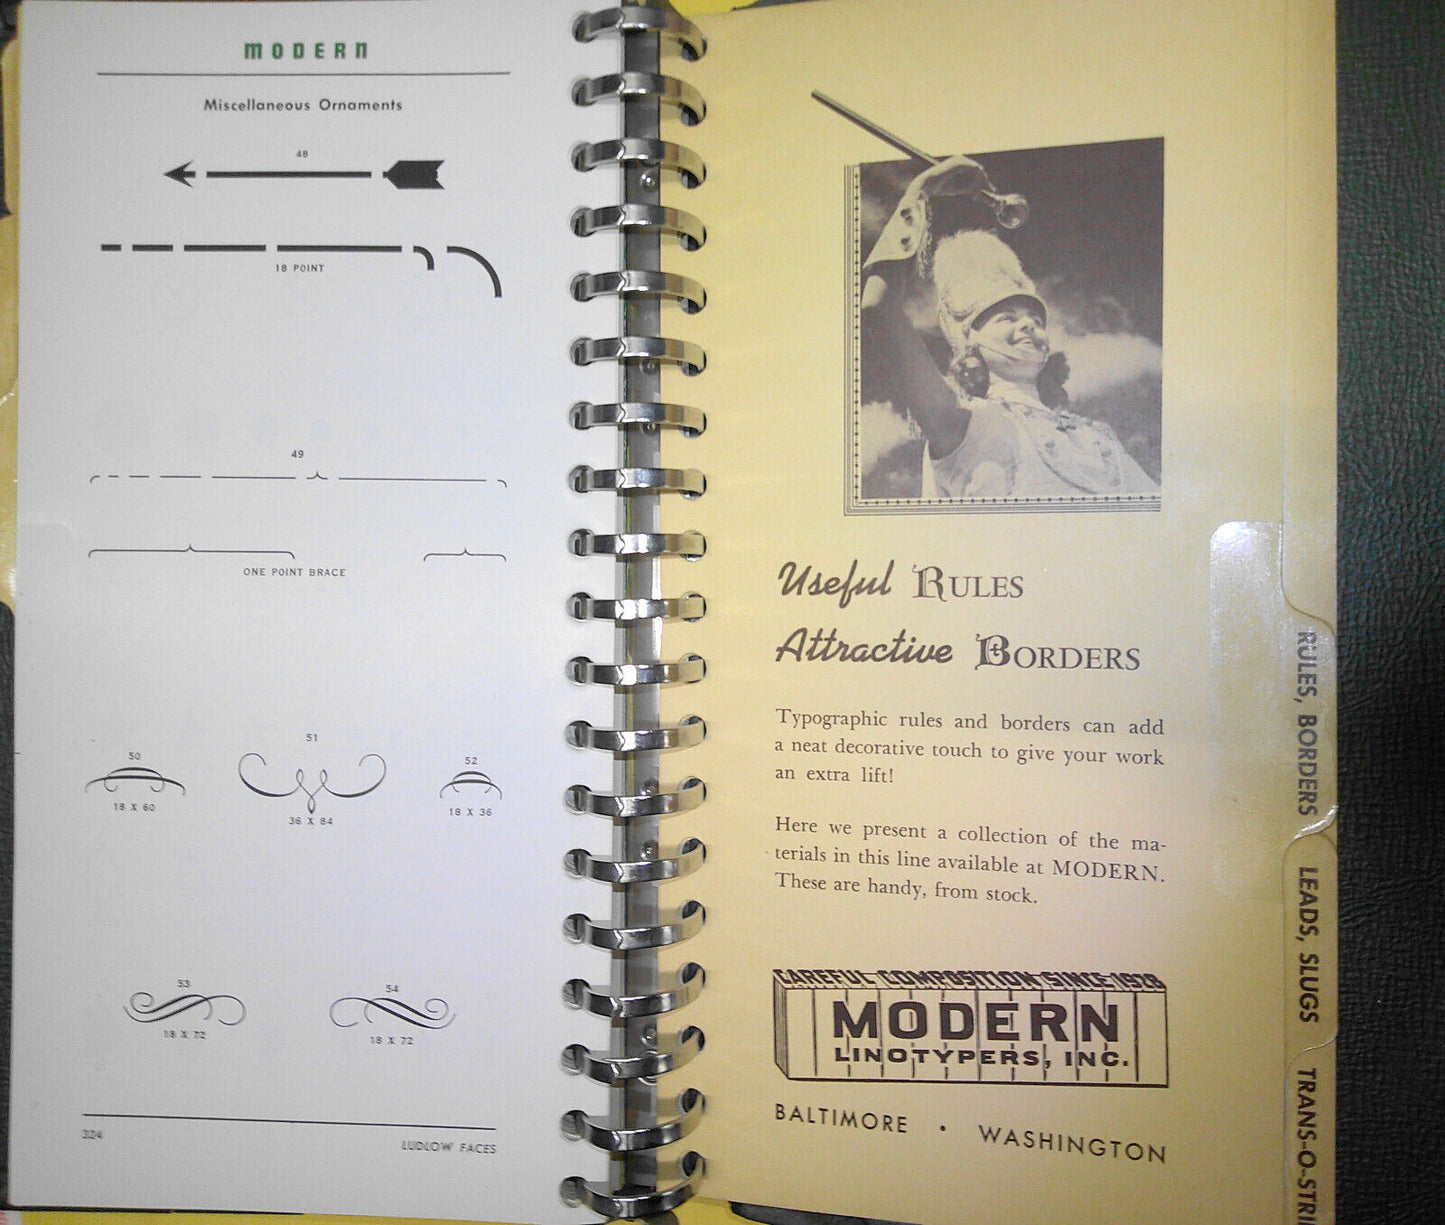 MODERN
Miscellaneous Ornaments
48
18 POINT
49
ONE POINT BRACE
50
18 X 60
51
36 X 84
52
18 X 36
53
18 X 72
54
18 X 72
324
LUDLOW FACES
Useful RULES
Attractive BORDERS
Typographic rules and borders can add
a neat decorative touch to give your work
an extra lift!
Here we present a collection of the ma-
terials in this line available at MODERN.
These are handy, from stock.
CAREFUL COMPOSITION SINCE 1928
MODERN
LINOTYPERS, INC.
BALTIMORE • WASHINGTON
RULES, BORDERS
LEADS, SLUGS
TRANS-O-STRI